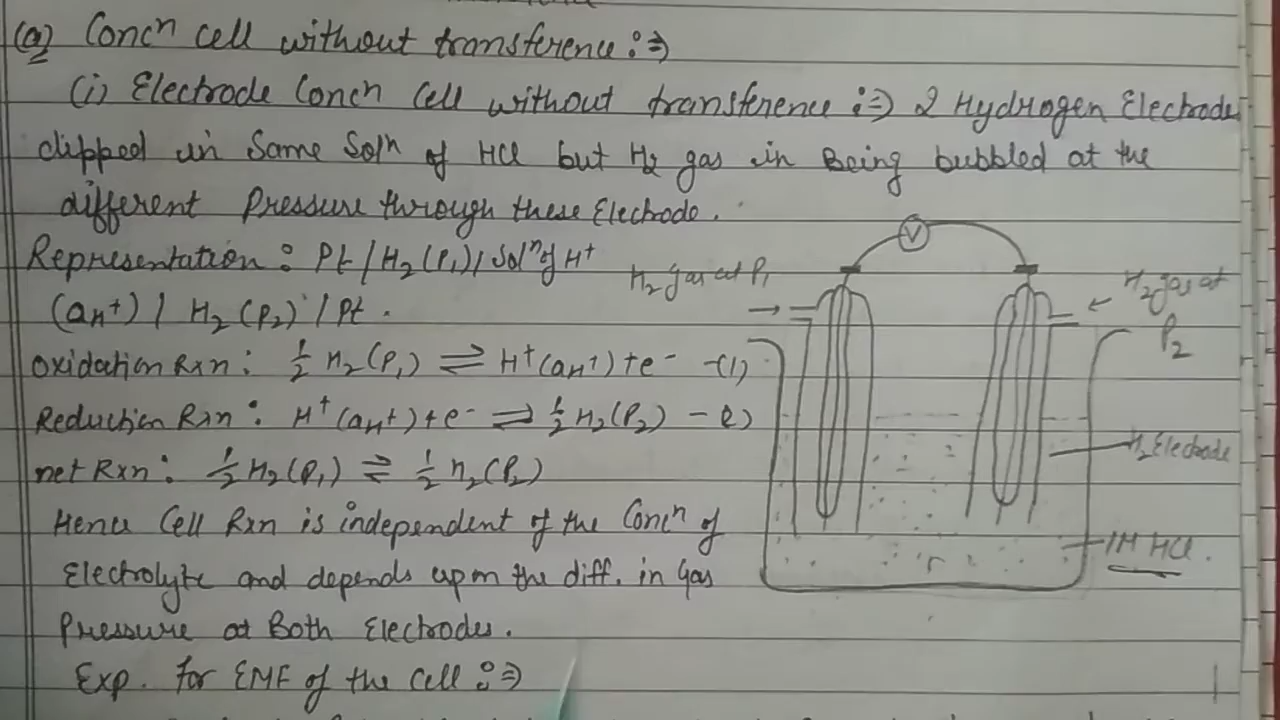 (a) Concn cell without transference :⇒
(i) Electrode Concn Cell without transference :⇒ 2 Hydrogen Electrode
dipped in Same Soln of HCl but H2 gas in Being bubbled at the
different Pressure through these Electrode.
Representation : Pt / H2(P1) / Soln of H+
(aH+) / H2(P2) / Pt .
Oxidation Rxn : 1/2 H2(P1) ⇌ H+(aH+) + e- -(1)
Reduction Rxn : H+(aH+) + e- ⇌ 1/2 H2(P2) - 2)
net Rxn : 1/2 H2(P1) ⇌ 1/2 H2(P2)
Hence Cell Rxn is independent of the Concn of
Electrolyte and depends upon the diff. in Gas
Pressure at Both Electrodes.
Exp. For EMF of the Cell :⇒
V
H2 gas at P1
H2 gas at
P2
H2 Electrode
1M HCl .